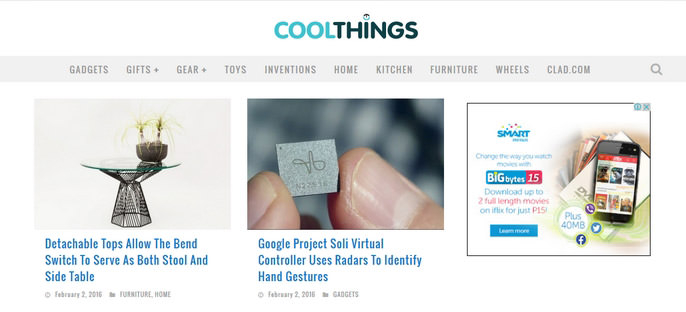 COOLTHINGS
GADGETS GIFTS + GEAR + TOYS INVENTIONS HOME KITCHEN FURNITURE WHEELS CLAD.COM
Detachable Tops Allow The Bend
Switch To Serve As Both Stool And
Side Table
February 2, 2016 FURNITURE, HOME
Google Project Soli Virtual
Controller Uses Radars To Identify
Hand Gestures
February 2, 2016 GADGETS
SMART
Change the way you watch
movies with
BIGbytes 15
Download up to
2 full length movies
on iflix for just P15!
Learn more
Plus
40MB